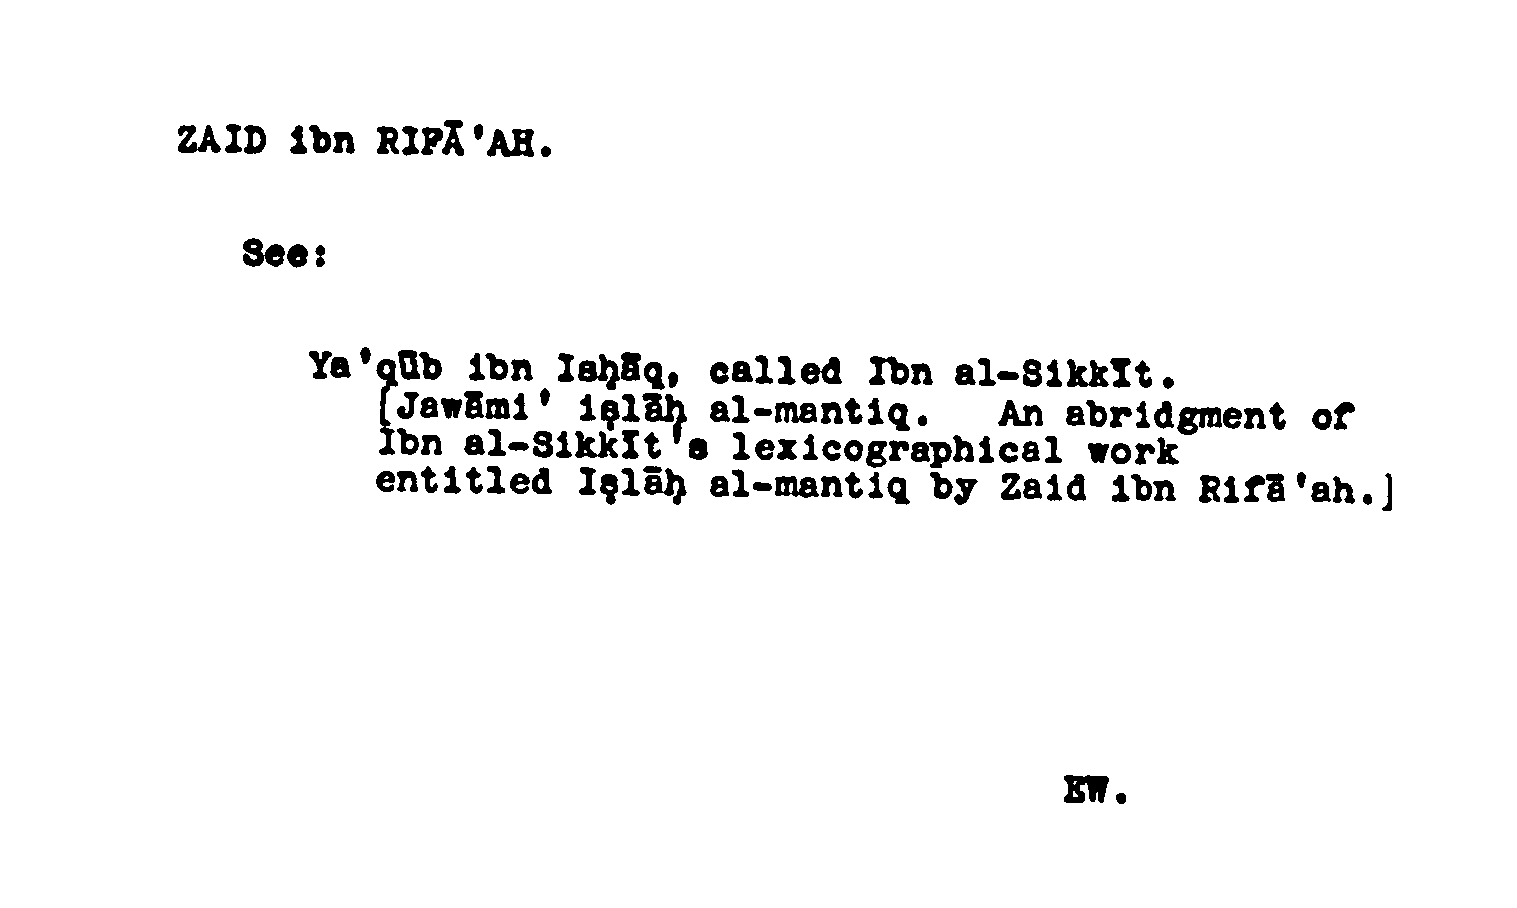 ZAID ibn RIFĀ'AH.
See:
Ya'qūb ibn Isḥāq, called Ibn al-Sikkīt.
[Jawāmi' iṣlāḥ al-mantiq. An abridgment of
Ibn al-Sikkīt's lexicographical work
entitled Iṣlāḥ al-mantiq by Zaid ibn Rifā'ah.]
EW.